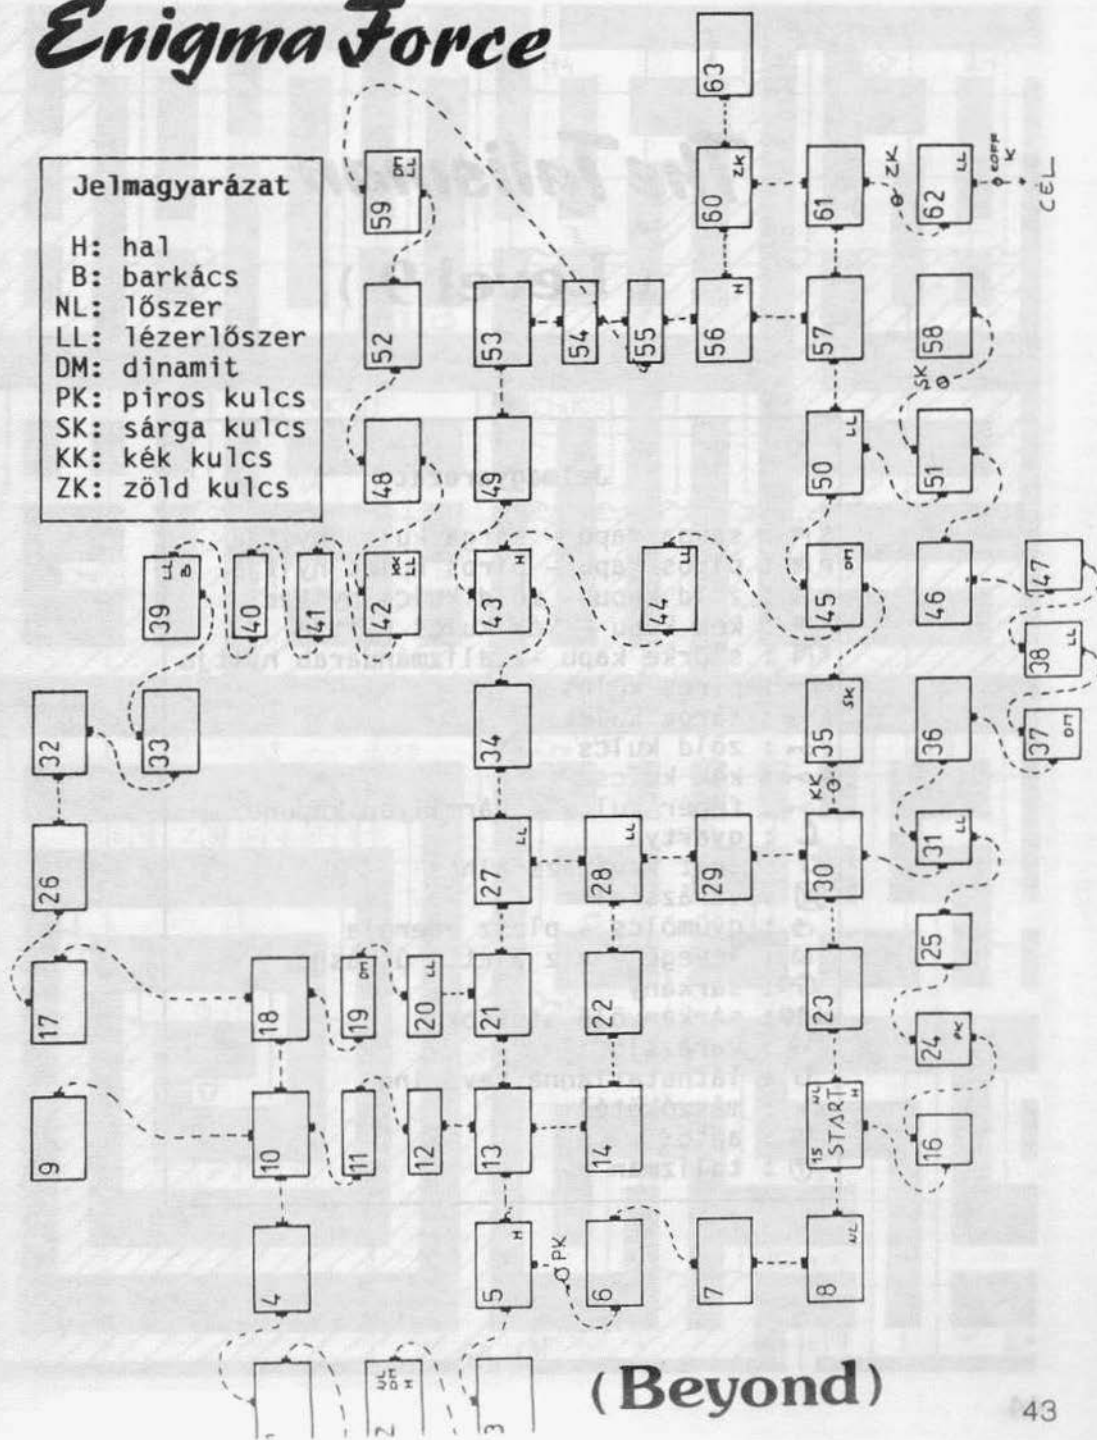 Enigma Force
Jelmagyarázat
H: hal
B: barkács
NL: lőszer
LL: lézerlőszer
DM: dinamit
PK: piros kulcs
SK: sárga kulcs
KK: kék kulcs
ZK: zöld kulcs
63
59 DM LL
60 ZK
61
ZK
62 LL
ZOFF K
CÉL
52
53
54
55
56 H
57
58
SK
48
49
50 LL
51
39 LL B
40
41
42 KK LL
43 H
44 LL
45 DM
46
47
38 LL
37 DM
32
33
34
35 SK
KK
36
26
27 LL
28 LL
29
30
31 LL
25
17
18
19 DM
20 LL
21
22
23
24 PK
9
10
11
12
13
14
15 NL
START H
16
4
5 H
PK
6
7
8 NL
1
2 NL DM H
3
(Beyond)
43